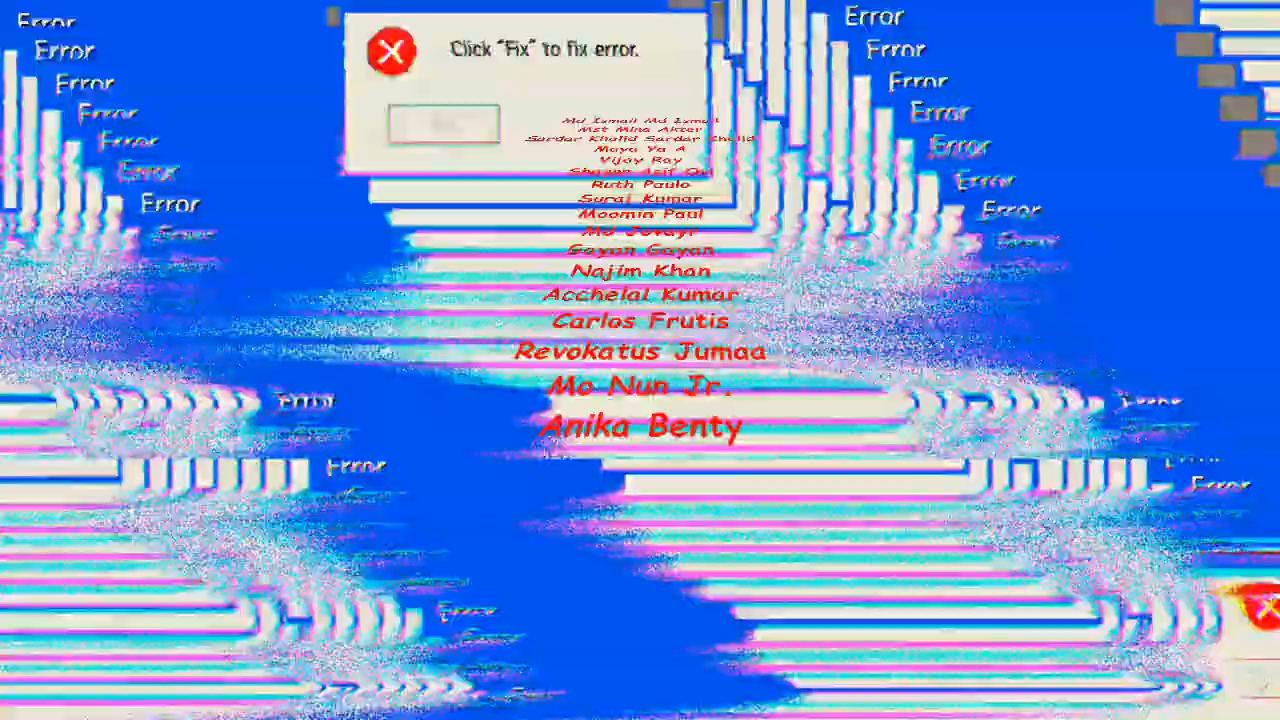 Error
Error
Error
Error
Error
Error
Error
Click "Fix" to fix error.
Error
Error
Error
Error
Error
Error
Error
Md Ismail Md Ismail
Mst Mina Akter
Sardar Khalid Sardar Khalid
Maya Ya A
Vijay Ray
Ruth Paulo
Suraj Kumar
Moomin Paul
Md Jovayr
Gayan Gayan
Najim Khan
Acchelal Kumar
Carlos Frutis
Revokatus Jumaa
Mo Nun Jr.
Anika Benty
Error
Error
Error
Error
Error